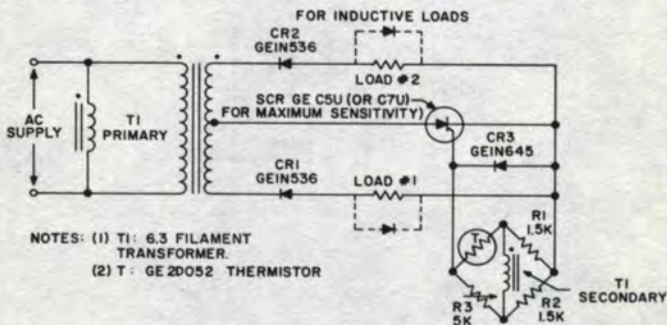 FOR INDUCTIVE LOADS
CR2
GEIN536
LOAD #2
SCR GE C5U (OR C7U)
FOR MAXIMUM SENSITIVITY)
AC
SUPPLY
T1
PRIMARY
CR3
GEIN645
CR1
GEIN536
LOAD #1
R1
1.5K
T
NOTES: (1) T1: 6.3 FILAMENT
TRANSFORMER.
(2) T: GE 2D052 THERMISTOR
T1
SECONDARY
R3
5K
R2
1.5K